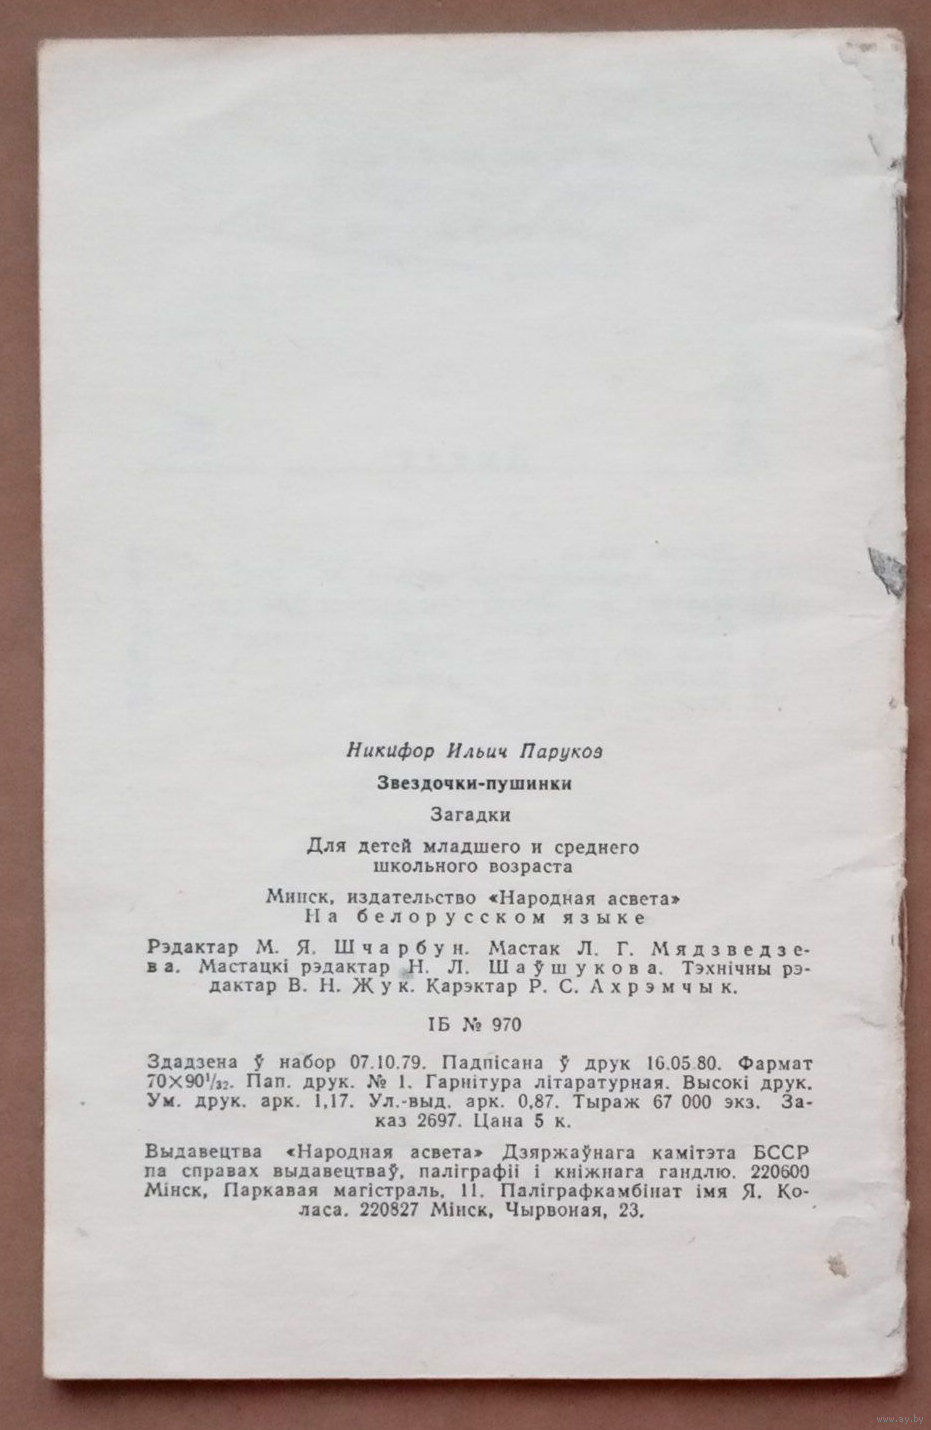 Никифор Ильич Паруков
Звездочки-пушинки
Загадки
Для детей младшего и среднего
школьного возраста
Минск, издательство «Народная асвета»
На белорусском языке
Рэдактар М. Я. Шчарбун. Мастак Л. Г. Мядзведзе-
ва. Мастацкі рэдактар Н. Л. Шаўшукова. Тэхнічны рэ-
дактар В. Н. Жук. Карэктар Р. С. Ахрэмчык.
ІБ № 970
Здадзена ў набор 07.10.79. Падпісана ў друк 16.05.80. Фармат
70×90¹/₃₂. Пап. друк. № 1. Гарнітура літаратурная. Высокі друк.
Ум. друк. арк. 1,17. Ул.-выд. арк. 0,87. Тыраж 67 000 экз. За-
каз 2697. Цана 5 к.
Выдавецтва «Народная асвета» Дзяржаўнага камітэта БССР
па справах выдавецтваў, паліграфіі і кніжнага гандлю. 220600
Мінск, Паркавая магістраль, 11. Паліграфкамбінат імя Я. Ко-
ласа. 220827 Мінск, Чырвоная, 23.
www.ay.by